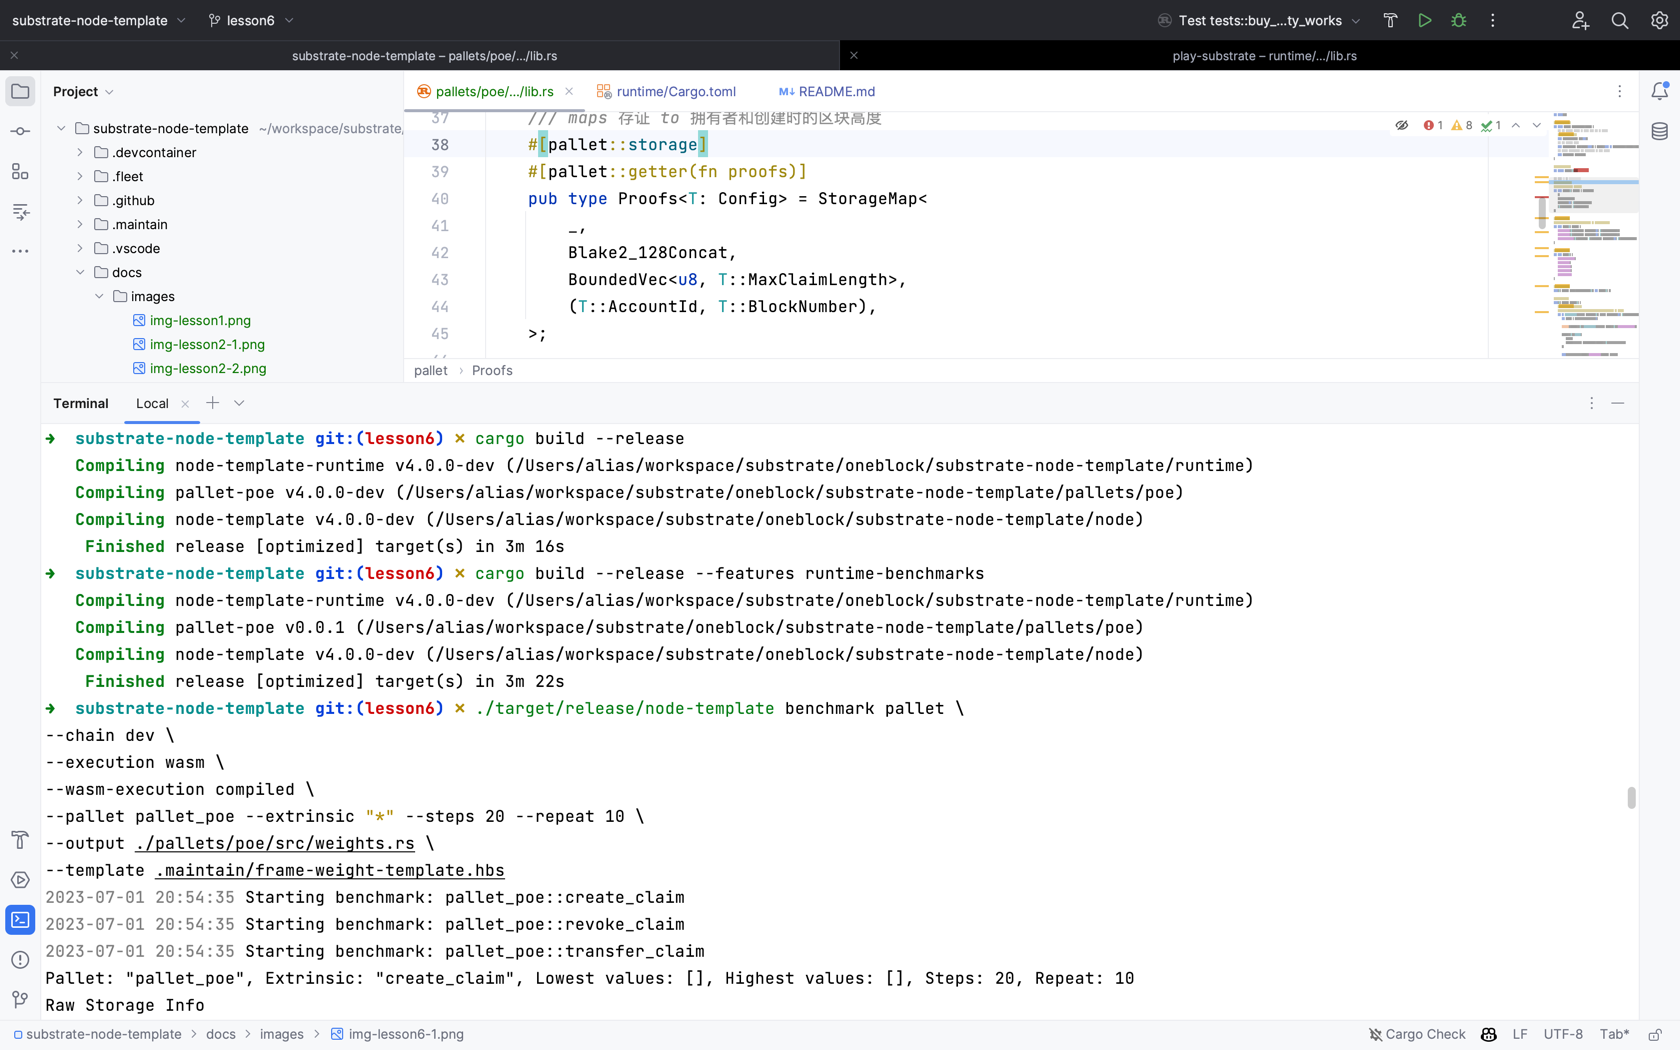 substrate-node-template
lesson6
Test tests::buy_...ty_works
substrate-node-template – pallets/poe/.../lib.rs
play-substrate – runtime/.../lib.rs
Project
pallets/poe/.../lib.rs
runtime/Cargo.toml
M↓ README.md
substrate-node-template ~/workspace/substrate/
.devcontainer
.fleet
.github
.maintain
.vscode
docs
images
img-lesson1.png
img-lesson2-1.png
img-lesson2-2.png
37 /// maps 存证 to 拥有者和创建时的区块高度
1 8 1
38 #[pallet::storage]
39 #[pallet::getter(fn proofs)]
40 pub type Proofs<T: Config> = StorageMap<
41 _,
42 Blake2_128Concat,
43 BoundedVec<u8, T::MaxClaimLength>,
44 (T::AccountId, T::BlockNumber),
45 >;
pallet › Proofs
Terminal
Local
→ substrate-node-template git:(lesson6) × cargo build --release
Compiling node-template-runtime v4.0.0-dev (/Users/alias/workspace/substrate/oneblock/substrate-node-template/runtime)
Compiling pallet-poe v4.0.0-dev (/Users/alias/workspace/substrate/oneblock/substrate-node-template/pallets/poe)
Compiling node-template v4.0.0-dev (/Users/alias/workspace/substrate/oneblock/substrate-node-template/node)
Finished release [optimized] target(s) in 3m 16s
→ substrate-node-template git:(lesson6) × cargo build --release --features runtime-benchmarks
Compiling node-template-runtime v4.0.0-dev (/Users/alias/workspace/substrate/oneblock/substrate-node-template/runtime)
Compiling pallet-poe v0.0.1 (/Users/alias/workspace/substrate/oneblock/substrate-node-template/pallets/poe)
Compiling node-template v4.0.0-dev (/Users/alias/workspace/substrate/oneblock/substrate-node-template/node)
Finished release [optimized] target(s) in 3m 22s
→ substrate-node-template git:(lesson6) × ./target/release/node-template benchmark pallet \
--chain dev \
--execution wasm \
--wasm-execution compiled \
--pallet pallet_poe --extrinsic "*" --steps 20 --repeat 10 \
--output ./pallets/poe/src/weights.rs \
--template .maintain/frame-weight-template.hbs
2023-07-01 20:54:35 Starting benchmark: pallet_poe::create_claim
2023-07-01 20:54:35 Starting benchmark: pallet_poe::revoke_claim
2023-07-01 20:54:35 Starting benchmark: pallet_poe::transfer_claim
Pallet: "pallet_poe", Extrinsic: "create_claim", Lowest values: [], Highest values: [], Steps: 20, Repeat: 10
Raw Storage Info
substrate-node-template › docs › images › img-lesson6-1.png
Cargo Check LF UTF-8 Tab*